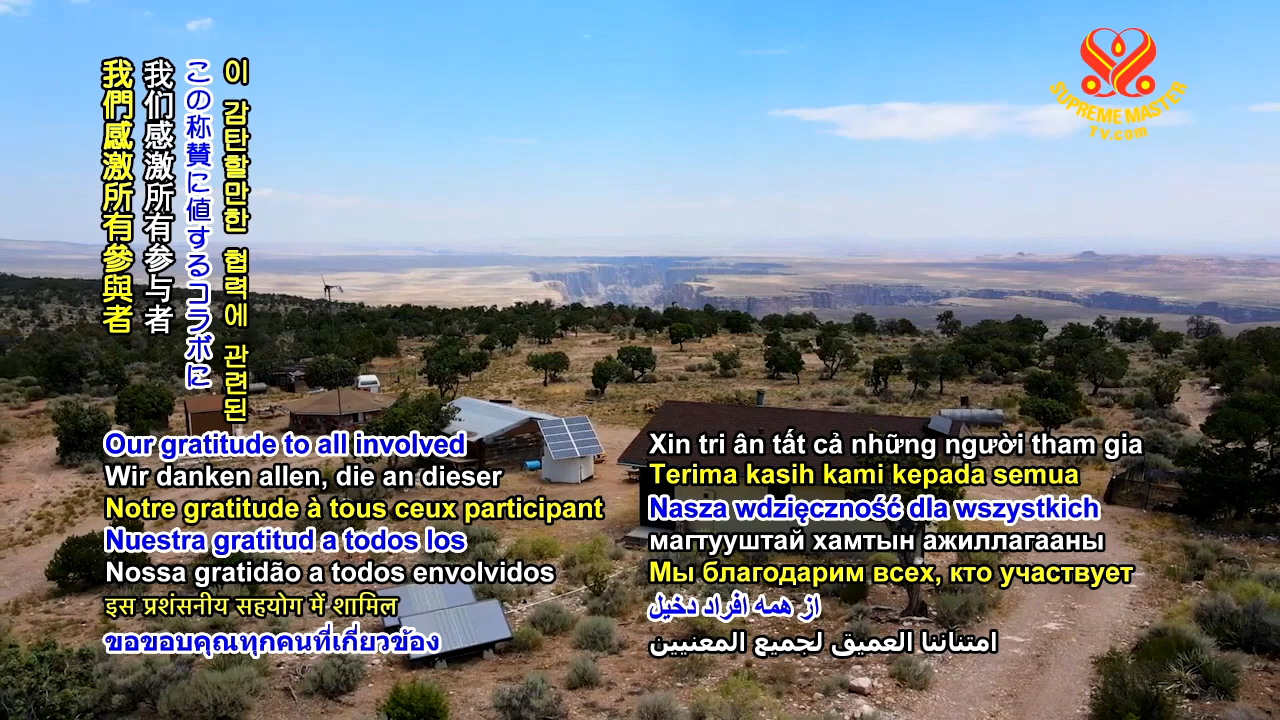 我們感激所有參與者
我们感激所有参与者
この称賛に値するコラボに
이 감탄할만한 협력에 관련된
Our gratitude to all involved
Wir danken allen, die an dieser
Notre gratitude à tous ceux participant
Nuestra gratitud a todos los
Nossa gratidão a todos envolvidos
इस प्रशंसनीय सहयोग में शामिल
ขอขอบคุณทุกคนที่เกี่ยวข้อง
Xin tri ân tất cả những người tham gia
Terima kasih kami kepada semua
Nasza wdzięczność dla wszystkich
магтууштай хамтын ажиллагааны
Мы благодарим всех, кто участвует
از همه افراد دخیل
امتناننا العميق لجميع المعنيين
SUPREME MASTER
TV.com